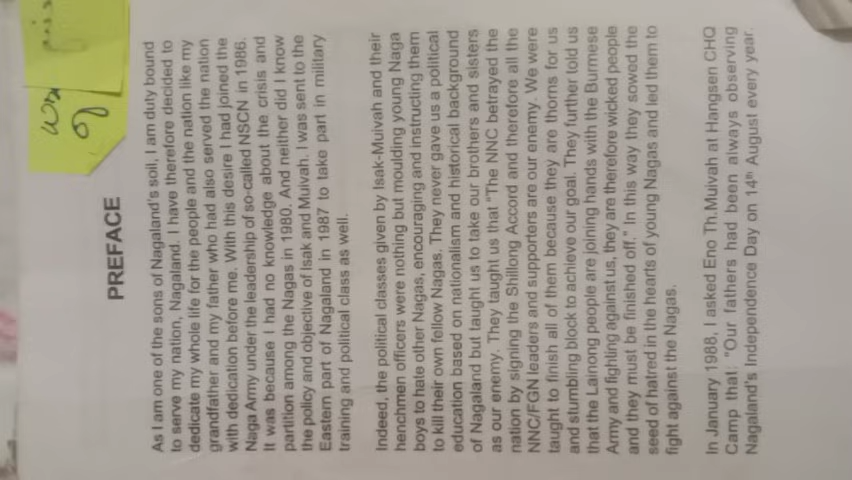 PREFACE
As I am one of the sons of Nagaland's soil, I am duty bound
to serve my nation, Nagaland. I have therefore decided to
dedicate my whole life for the people and the nation like my
grandfather and my father who had also served the nation
with dedication before me. With this desire I had joined the
Naga Army under the leadership of so-called NSCN in 1986.
It was because I had no knowledge about the crisis and
partition among the Nagas in 1980. And neither did I know
the policy and objective of Isak and Muivah. I was sent to the
Eastern part of Nagaland in 1987 to take part in military
training and political class as well.
Indeed, the political classes given by Isak-Muivah and their
henchmen officers were nothing but moulding young Naga
boys to hate other Nagas, encouraging and instructing them
to kill their own fellow Nagas. They never gave us a political
education based on nationalism and historical background
of Nagaland but taught us to take our brothers and sisters
as our enemy. They taught us that "The NNC betrayed the
nation by signing the Shillong Accord and therefore all the
NNC/FGN leaders and supporters are our enemy. We were
taught to finish all of them because they are thorns for us
and stumbling block to achieve our goal. They further told us
that the Lainong people are joining hands with the Burmese
Army and fighting against us, they are therefore wicked people
and they must be finished off." In this way they sowed the
seed of hatred in the hearts of young Nagas and led them to
fight against the Nagas.
In January 1988, I asked Eno Th.Muivah at Hangsen CHQ
Camp that: "Our fathers had been always observing
Nagaland's Independence Day on 14th August every year.